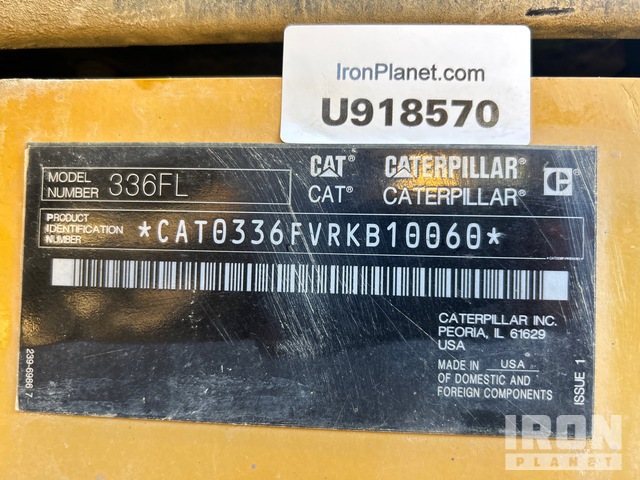 IronPlanet.com
U918570
MODEL
NUMBER 336FL
CAT CATERPILLAR C
CAT® CATERPILLAR®
PRODUCT
IDENTIFICATION
NUMBER
*CAT0336FVRKB10060*
CATERPILLAR INC.
PEORIA, IL 61629
USA
MADE IN USA
OF DOMESTIC AND
FOREIGN COMPONENTS
239-6986 7
ISSUE 1
IRON
PLANET